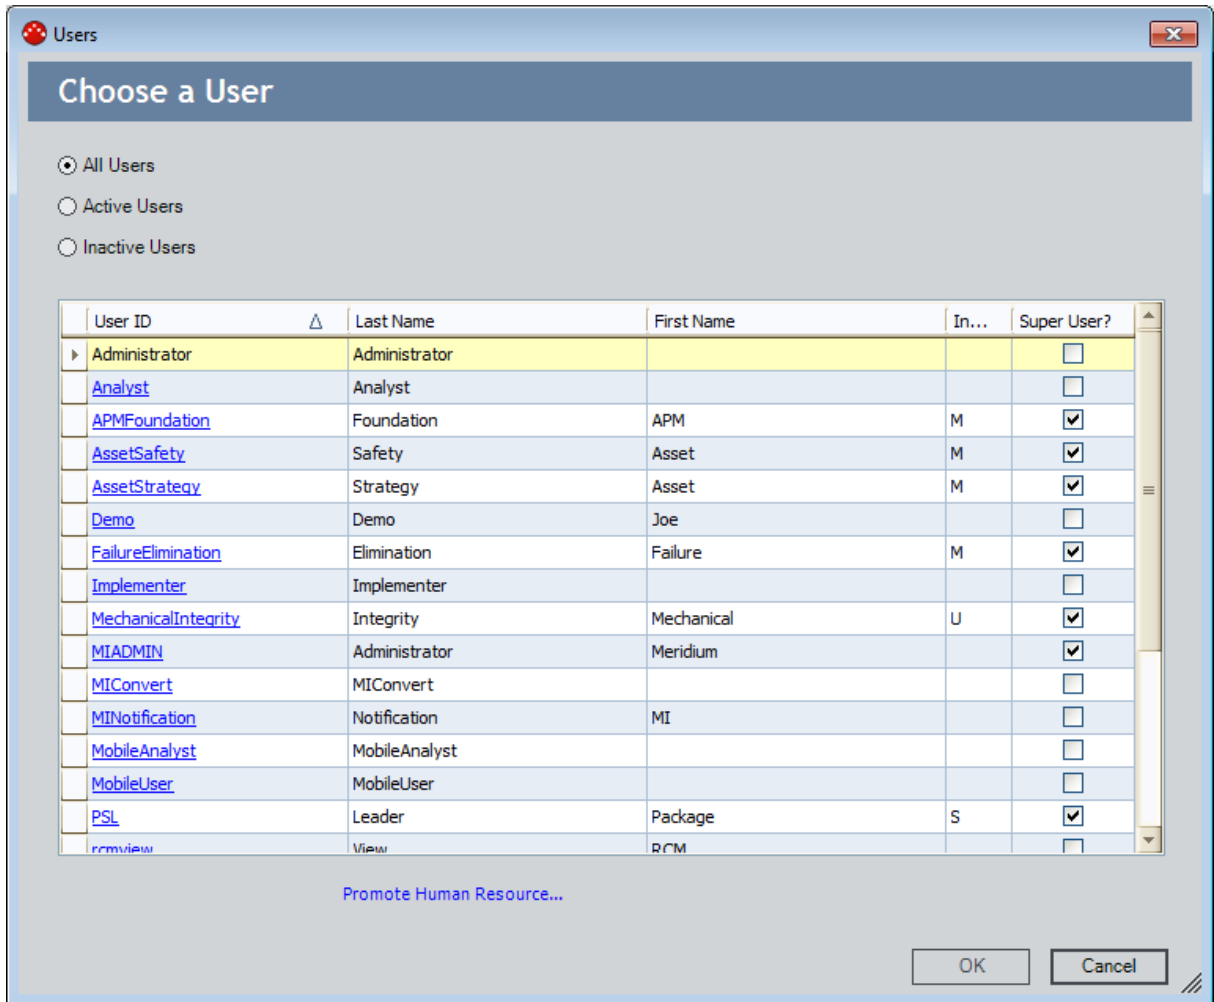 Users
Choose a User
All Users
Active Users
Inactive Users
User ID Last Name First Name In... Super User?
Administrator Administrator
Analyst Analyst
APMFoundation Foundation APM M
AssetSafety Safety Asset M
AssetStrategy Strategy Asset M
Demo Demo Joe
FailureElimination Elimination Failure M
Implementer Implementer
MechanicalIntegrity Integrity Mechanical U
MIADMIN Administrator Meridium
MIConvert MIConvert
MINotification Notification MI
MobileAnalyst MobileAnalyst
MobileUser MobileUser
PSL Leader Package S
rcmview View RCM
Promote Human Resource...
OK Cancel